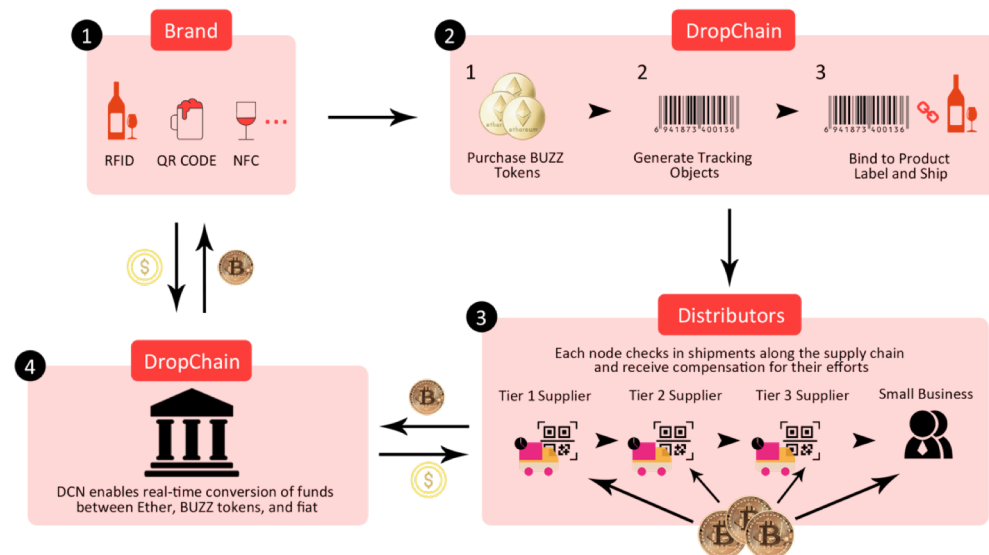 1
Brand
RFID
QR CODE
NFC
2
DropChain
1
2
3
ethereum
6 941873 400136
6 941873 400136
Purchase BUZZ
Tokens
Generate Tracking
Objects
Bind to Product
Label and Ship
$
B
3
Distributors
Each node checks in shipments along the supply chain
and receive compensation for their efforts
Tier 1 Supplier
Tier 2 Supplier
Tier 3 Supplier
Small Business
4
DropChain
DCN enables real-time conversion of funds
between Ether, BUZZ tokens, and fiat
B
$
B
B
B